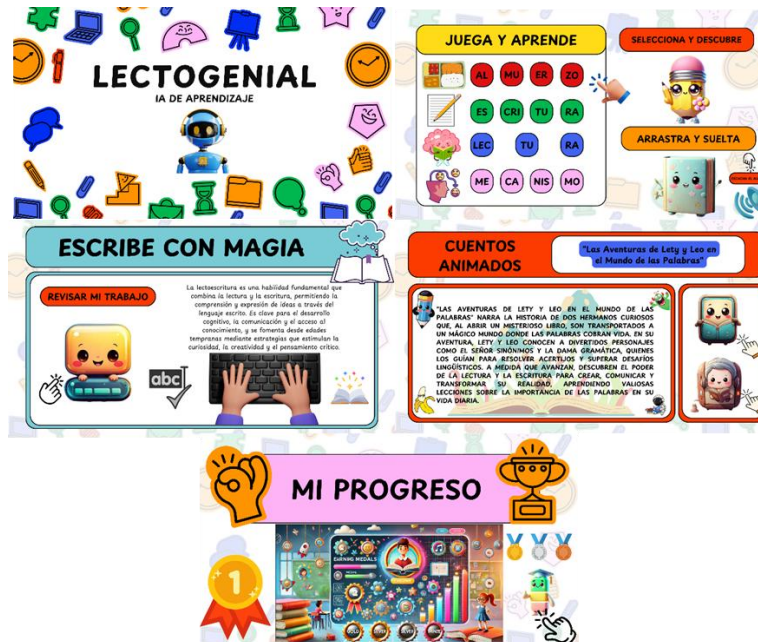 LECTOGENIAL
IA DE APRENDIZAJE
JUEGA Y APRENDE
AL MU ER ZO
ES CRI TU RA
LEC TU RA
ME CA NIS MO
SELECCIONA Y DESCUBRE
ARRASTRA Y SUELTA
ESCRIBE CON MAGIA
REVISAR MI TRABAJO
abc
La lectoescritura es una habilidad fundamental que
combina la lectura y la escritura, permitiendo la
comprensión y expresión de ideas a través del
lenguaje escrito. Es clave para el desarrollo
cognitivo, la comunicación y el acceso al
conocimiento, y se fomenta desde edades
tempranas mediante estrategias que estimulan la
curiosidad, la creatividad y el pensamiento crítico.
CUENTOS
ANIMADOS
"Las Aventuras de Lety y Leo en
el Mundo de las Palabras"
"LAS AVENTURAS DE LETY Y LEO EN EL MUNDO DE LAS
PALABRAS" NARRA LA HISTORIA DE DOS HERMANOS CURIOSOS
QUE, AL ABRIR UN MISTERIOSO LIBRO, SON TRANSPORTADOS A
UN MÁGICO MUNDO DONDE LAS PALABRAS COBRAN VIDA. EN SU
AVENTURA, LETY Y LEO CONOCEN A DIVERTIDOS PERSONAJES
COMO EL SEÑOR SINÓNIMOS Y LA DAMA GRAMÁTICA, QUIENES
LOS GUÍAN PARA RESOLVER ACERTIJOS Y SUPERAR DESAFÍOS
LINGÜÍSTICOS. A MEDIDA QUE AVANZAN, DESCUBREN EL PODER
DE LA LECTURA Y LA ESCRITURA PARA CREAR, COMUNICAR Y
TRANSFORMAR SU REALIDAD, APRENDIENDO VALIOSAS
LECCIONES SOBRE LA IMPORTANCIA DE LAS PALABRAS EN SU
VIDA DIARIA.
MI PROGRESO
1